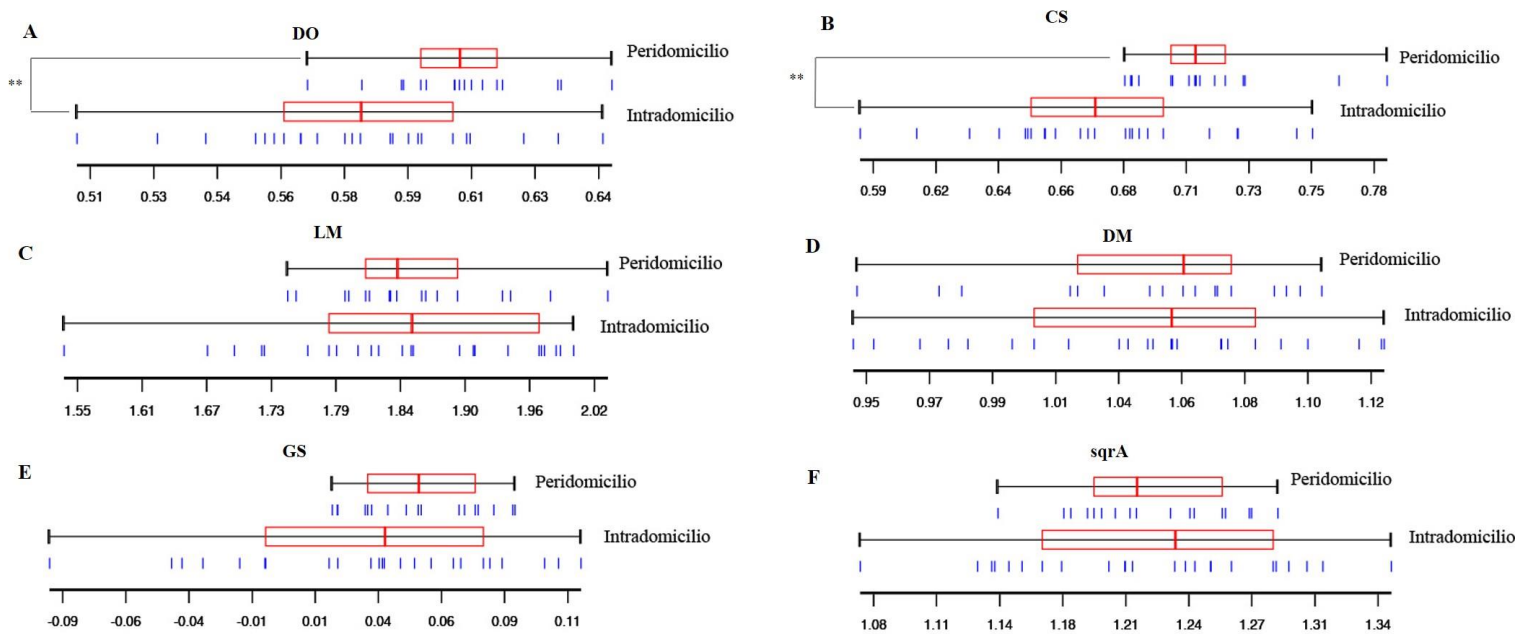 A
DO
Peridomicilio
**
Intradomicilio
0.51 0.53 0.54 0.56 0.58 0.59 0.61 0.62 0.64
B
CS
Peridomicilio
**
Intradomicilio
0.59 0.62 0.64 0.66 0.68 0.71 0.73 0.75 0.78
C
LM
Peridomicilio
Intradomicilio
1.55 1.61 1.67 1.73 1.79 1.84 1.90 1.96 2.02
D
DM
Peridomicilio
Intradomicilio
0.95 0.97 0.99 1.01 1.04 1.06 1.08 1.10 1.12
E
GS
Peridomicilio
Intradomicilio
-0.09 -0.06 -0.04 -0.01 0.01 0.04 0.06 0.09 0.11
F
sqrA
Peridomicilio
Intradomicilio
1.08 1.11 1.14 1.18 1.21 1.24 1.27 1.31 1.34